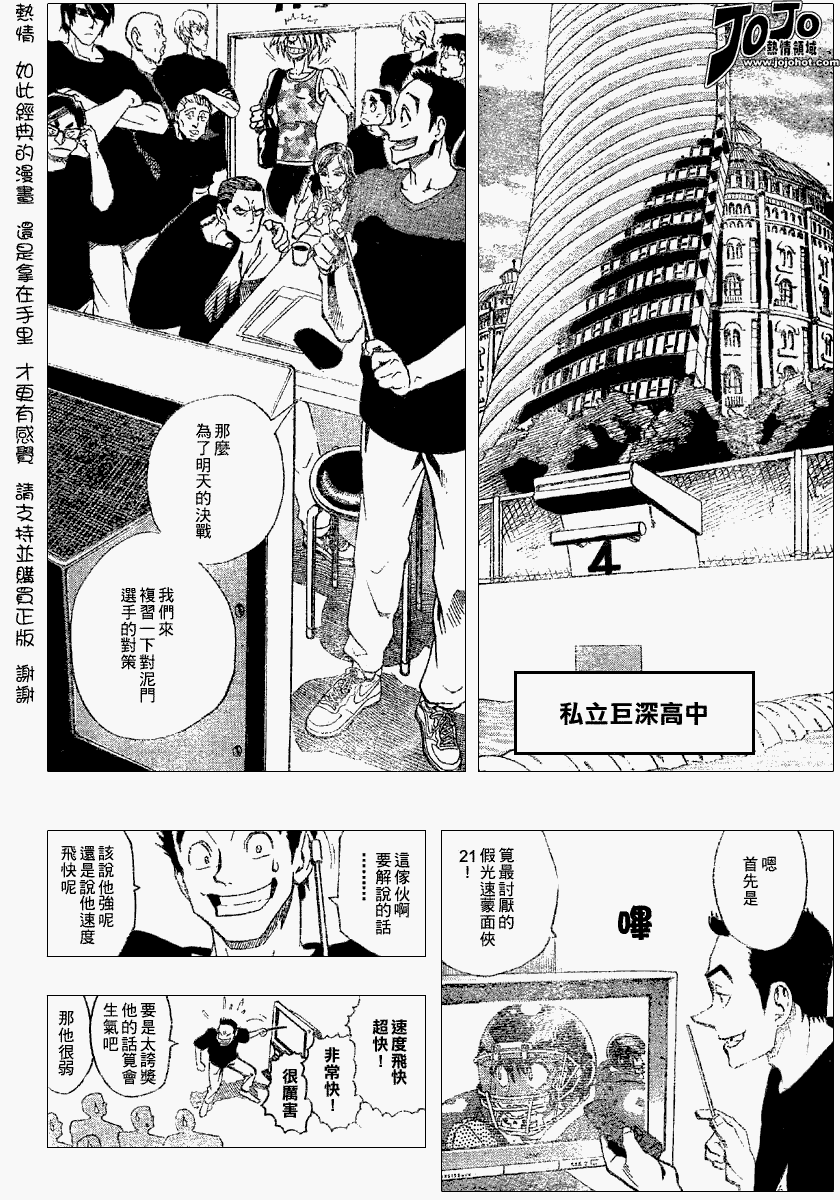 JOJO
熱情領域
www.jojohot.com
熱情 如此經典的漫畫 還是拿在手里 才更有感覺 請支持並購買正版 謝謝
4
私立巨深高中
那麼
為了明天的決戰
我們來
複習一下對泥門
選手的對策
嗯
首先是
筧最討厭的
假光速蒙面俠
21！
嗶
這傢伙啊
要解說的話
………
該說他強呢
還是說他速度
飛快呢
速度飛快
超快！
非常快！
很厲害
要是太誇獎
他的話筧會
生氣吧
那他很弱